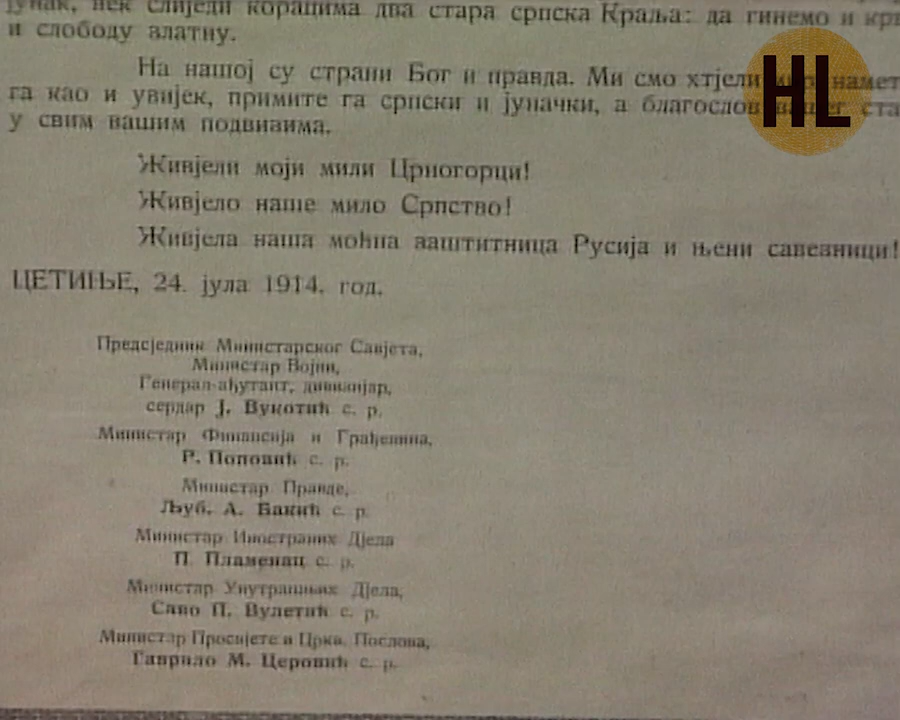 јунак, нек слиједи корацима два стара српска Краља: да гинемо и
и слободу златну.
На нашој су страни Бог и правда. Ми смо хтјели
га као и увијек, примите га српски и јуначки, а благослов
у свим вашим подвизима.
Живјели моји мили Црногорци!
Живјело наше мило Српство!
Живјела наша моћна заштитница Русија и њени савезници!
ЦЕТИЊЕ, 24. јула 1914. год.
Предсједник Министарског Савјета,
Министар Војни,
Генерал-ађутант, дивизијар,
сердар Ј. Вукотић с. р.
Министар Финансија и Грађевина,
Р. Поповић с. р.
Министар Правде,
Љуб. А. Бакић с. р.
Министар Иностраних Дјела
П. Пламенац с. р.
Министар Унутрашњих Дјела,
Саво П. Вулетић с. р.
Министар Просвјете и Цркв. Послова,
Гаврило М. Церовић с. р.
HL